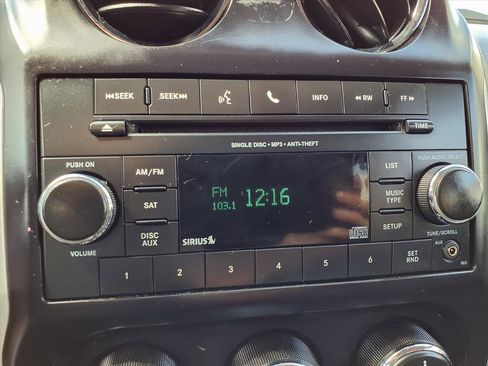 ⏮SEEK SEEK⏭ INFO ◀◀ RW FF ▶▶
TIME
SINGLE DISC • MP3 • ANTI-THEFT
PUSH ON
PUSH AUDIO/SELECT
AM/FM
LIST
FM
103.1
12:16
SAT
MUSIC
TYPE
DISC
AUX
SETUP
SIRIUS
VOLUME
TUNE/SCROLL
AUX
1 2 3 4 5 6
SET
RND